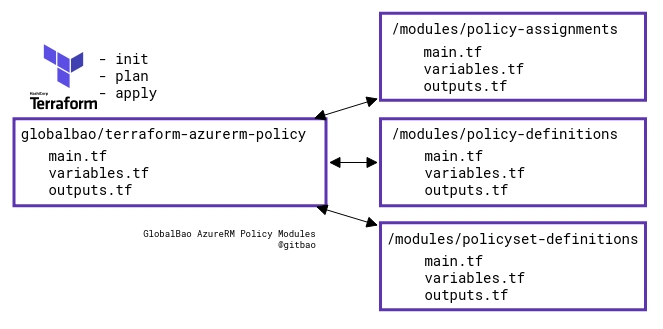 - init
- plan
- apply
HashiCorp
Terraform
globalbao/terraform-azurerm-policy
main.tf
variables.tf
outputs.tf
GlobalBao AzureRM Policy Modules
@gitbao
/modules/policy-assignments
main.tf
variables.tf
outputs.tf
/modules/policy-definitions
main.tf
variables.tf
outputs.tf
/modules/policyset-definitions
main.tf
variables.tf
outputs.tf